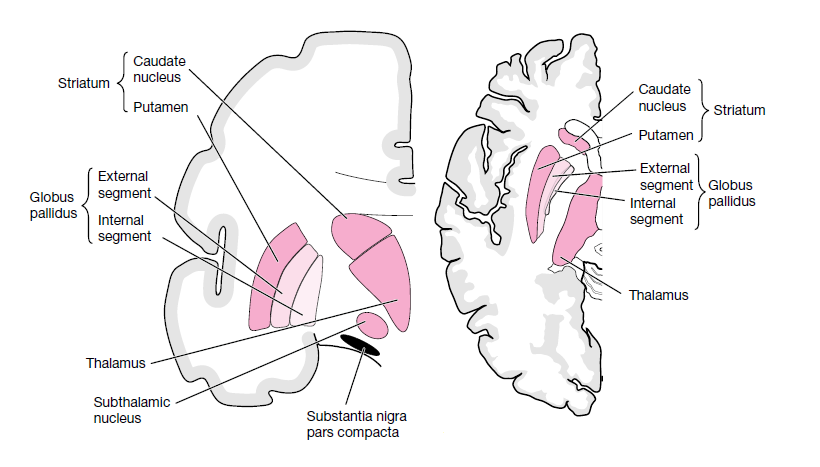 Striatum
Caudate
nucleus
Putamen
Globus
pallidus
External
segment
Internal
segment
Thalamus
Subthalamic
nucleus
Substantia nigra
pars compacta
Caudate
nucleus
Striatum
Putamen
External
segment
Internal
segment
Globus
pallidus
Thalamus